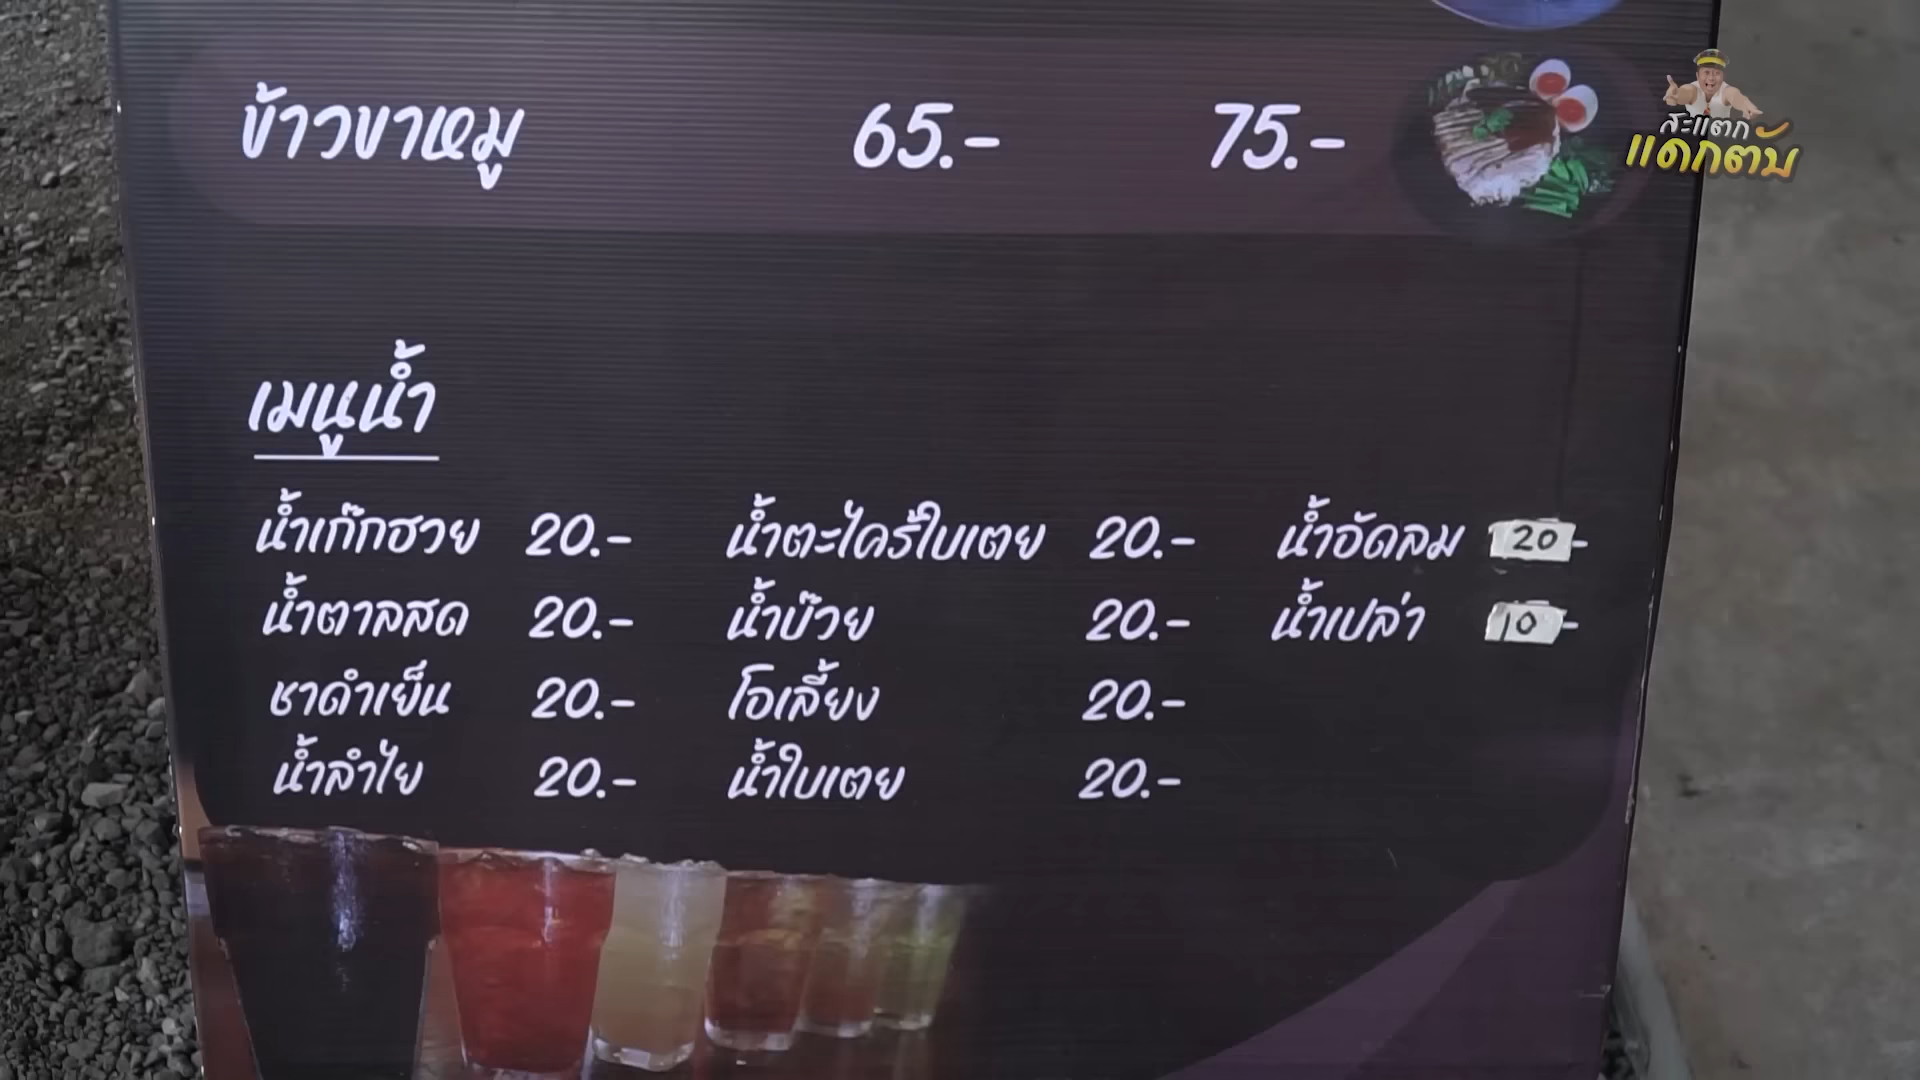 ข้าวขาหมู 65.- 75.-
สะแตก
แดกตับ
เมนูน้ำ
น้ำเก๊กฮวย 20.- น้ำตะไคร้ใบเตย 20.- น้ำอัดลม 20-
น้ำตาลสด 20.- น้ำบ๊วย 20.- น้ำเปล่า 10-
ชาดำเย็น 20.- โอเลี้ยง 20.-
น้ำลำไย 20.- น้ำใบเตย 20.-